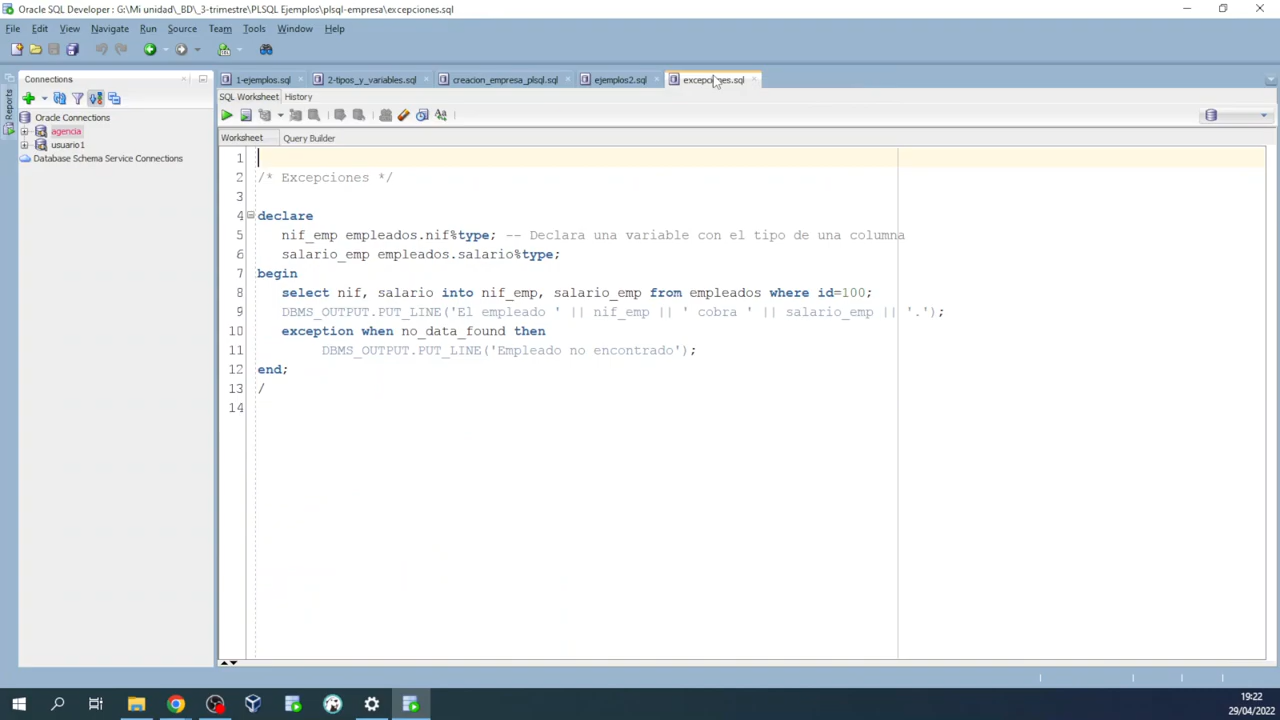 Oracle SQL Developer : G:\Mi unidad\_BD\_3-trimestre\PLSQL Ejemplos\plsql-empresa\excepciones.sql
File Edit View Navigate Run Source Team Tools Window Help
Connections
1-ejemplos.sql 2-tipos_y_variables.sql creacion_empresa_plsql.sql ejemplos2.sql excepciones.sql
Reports
SQL Worksheet History
Oracle Connections
agencia
usuario1
Database Schema Service Connections
Worksheet Query Builder
1
2 /* Excepciones */
3
4 declare
5 nif_emp empleados.nif%type; -- Declara una variable con el tipo de una columna
6 salario_emp empleados.salario%type;
7 begin
8 select nif, salario into nif_emp, salario_emp from empleados where id=100;
9 DBMS_OUTPUT.PUT_LINE('El empleado ' || nif_emp || ' cobra ' || salario_emp || '.');
10 exception when no_data_found then
11 DBMS_OUTPUT.PUT_LINE('Empleado no encontrado');
12 end;
13 /
14
19:22
29/04/2022